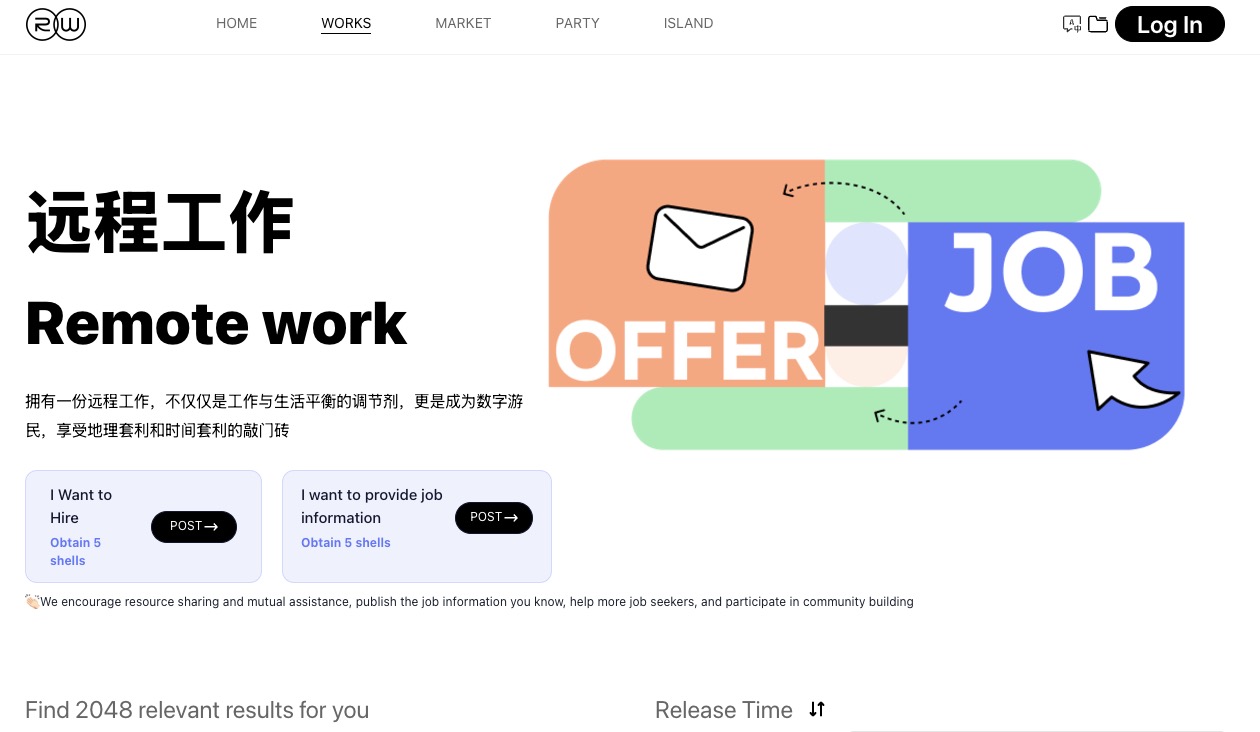 RW
HOME
WORKS
MARKET
PARTY
ISLAND
A中
Log In
远程工作
Remote work
拥有一份远程工作，不仅仅是工作与生活平衡的调节剂，更是成为数字游
民，享受地理套利和时间套利的敲门砖
OFFER
JOB
I Want to
Hire
Obtain 5
shells
POST→
I want to provide job
information
Obtain 5 shells
POST→
👏🏻We encourage resource sharing and mutual assistance, publish the job information you know, help more job seekers, and participate in community building
Find 2048 relevant results for you
Release Time